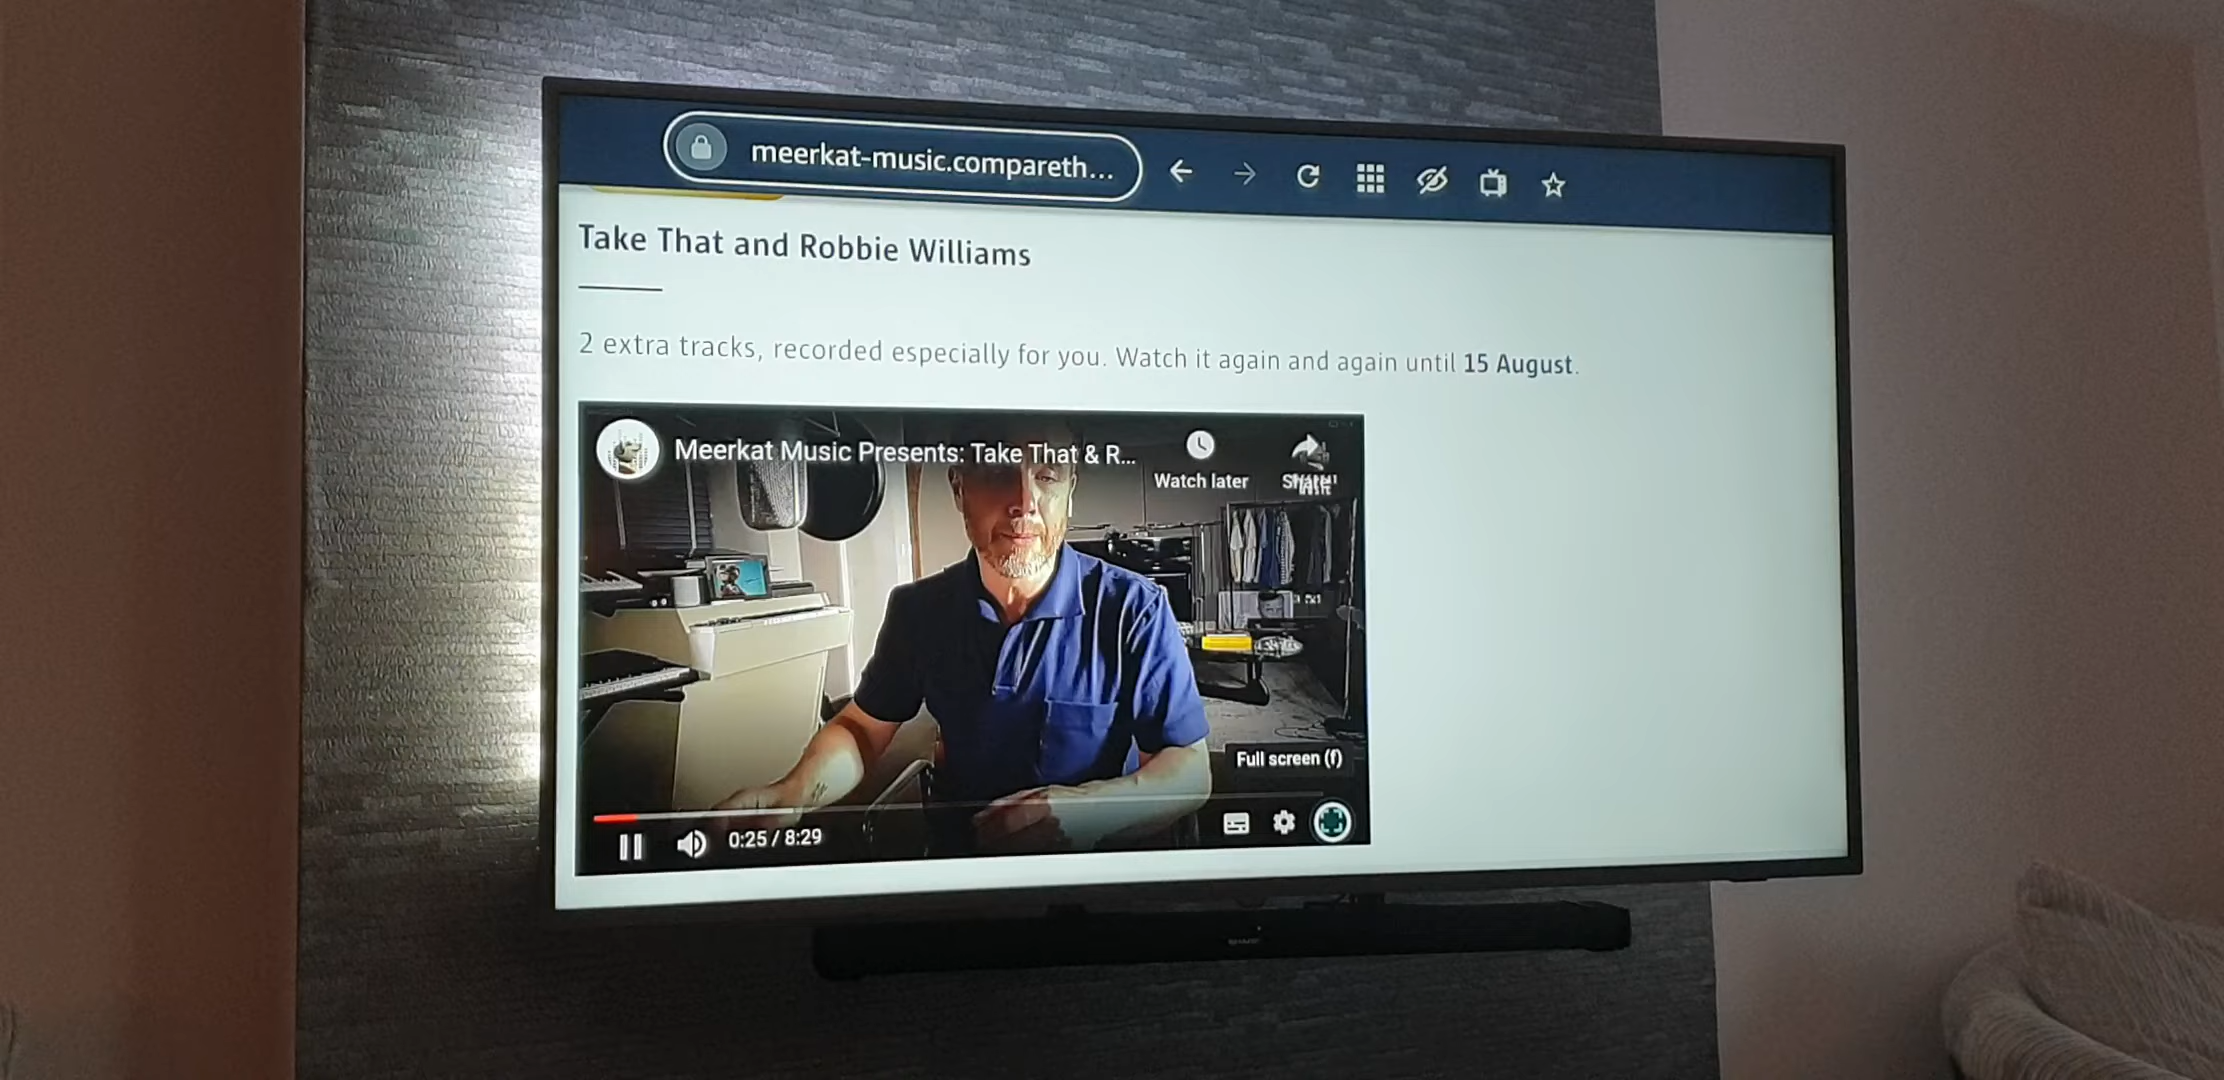 meerkat-music.compareth...
Take That and Robbie Williams
2 extra tracks, recorded especially for you. Watch it again and again until 15 August.
Meerkat Music Presents: Take That & R...
Watch later
Share
Full screen (f)
0:25 / 8:29